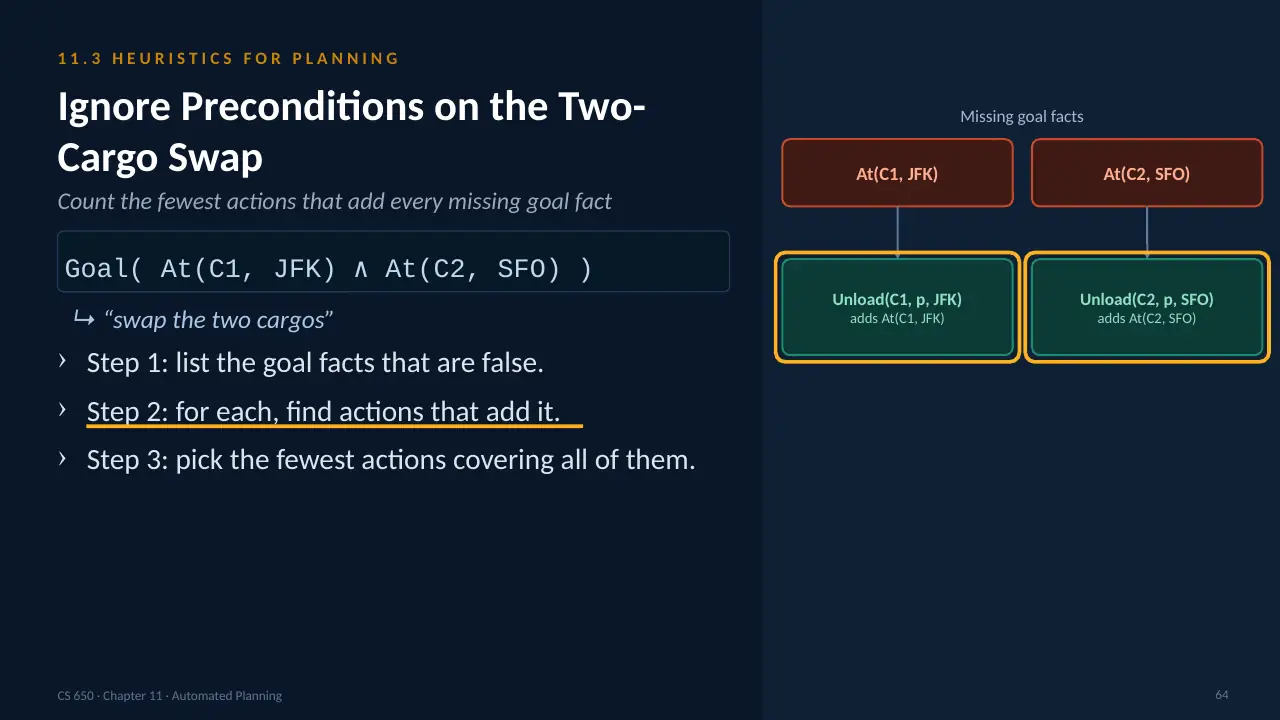 11.3 HEURISTICS FOR PLANNING
Ignore Preconditions on the Two-
Cargo Swap
Count the fewest actions that add every missing goal fact
Goal( At(C1, JFK) ∧ At(C2, SFO) )
↪ “swap the two cargos”
› Step 1: list the goal facts that are false.
› Step 2: for each, find actions that add it.
› Step 3: pick the fewest actions covering all of them.
Missing goal facts
At(C1, JFK)
At(C2, SFO)
Unload(C1, p, JFK)
adds At(C1, JFK)
Unload(C2, p, SFO)
adds At(C2, SFO)
CS 650 · Chapter 11 · Automated Planning
64